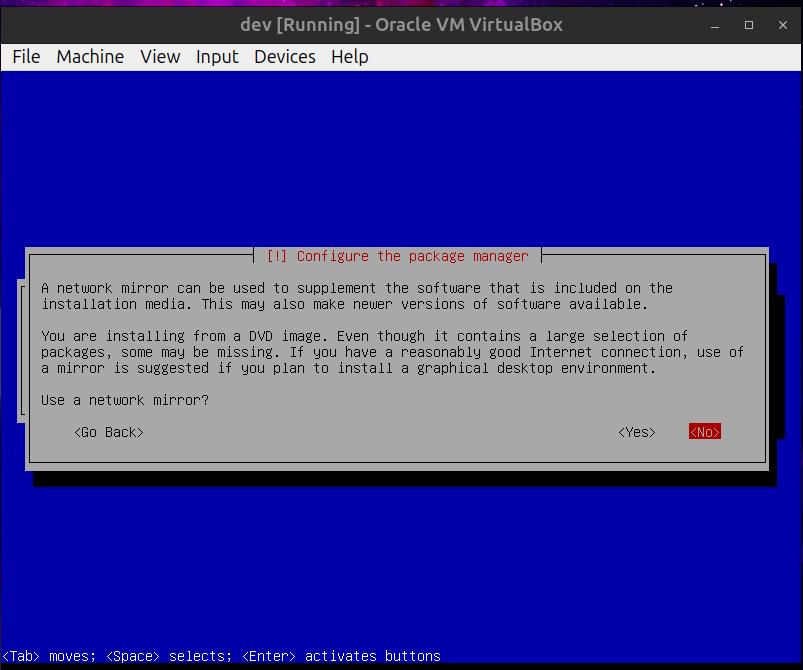 dev [Running] - Oracle VM VirtualBox
File Machine View Input Devices Help
[!] Configure the package manager
A network mirror can be used to supplement the software that is included on the
installation media. This may also make newer versions of software available.
You are installing from a DVD image. Even though it contains a large selection of
packages, some may be missing. If you have a reasonably good Internet connection, use of
a mirror is suggested if you plan to install a graphical desktop environment.
Use a network mirror?
<Go Back> <Yes> <No>
<Tab> moves; <Space> selects; <Enter> activates buttons